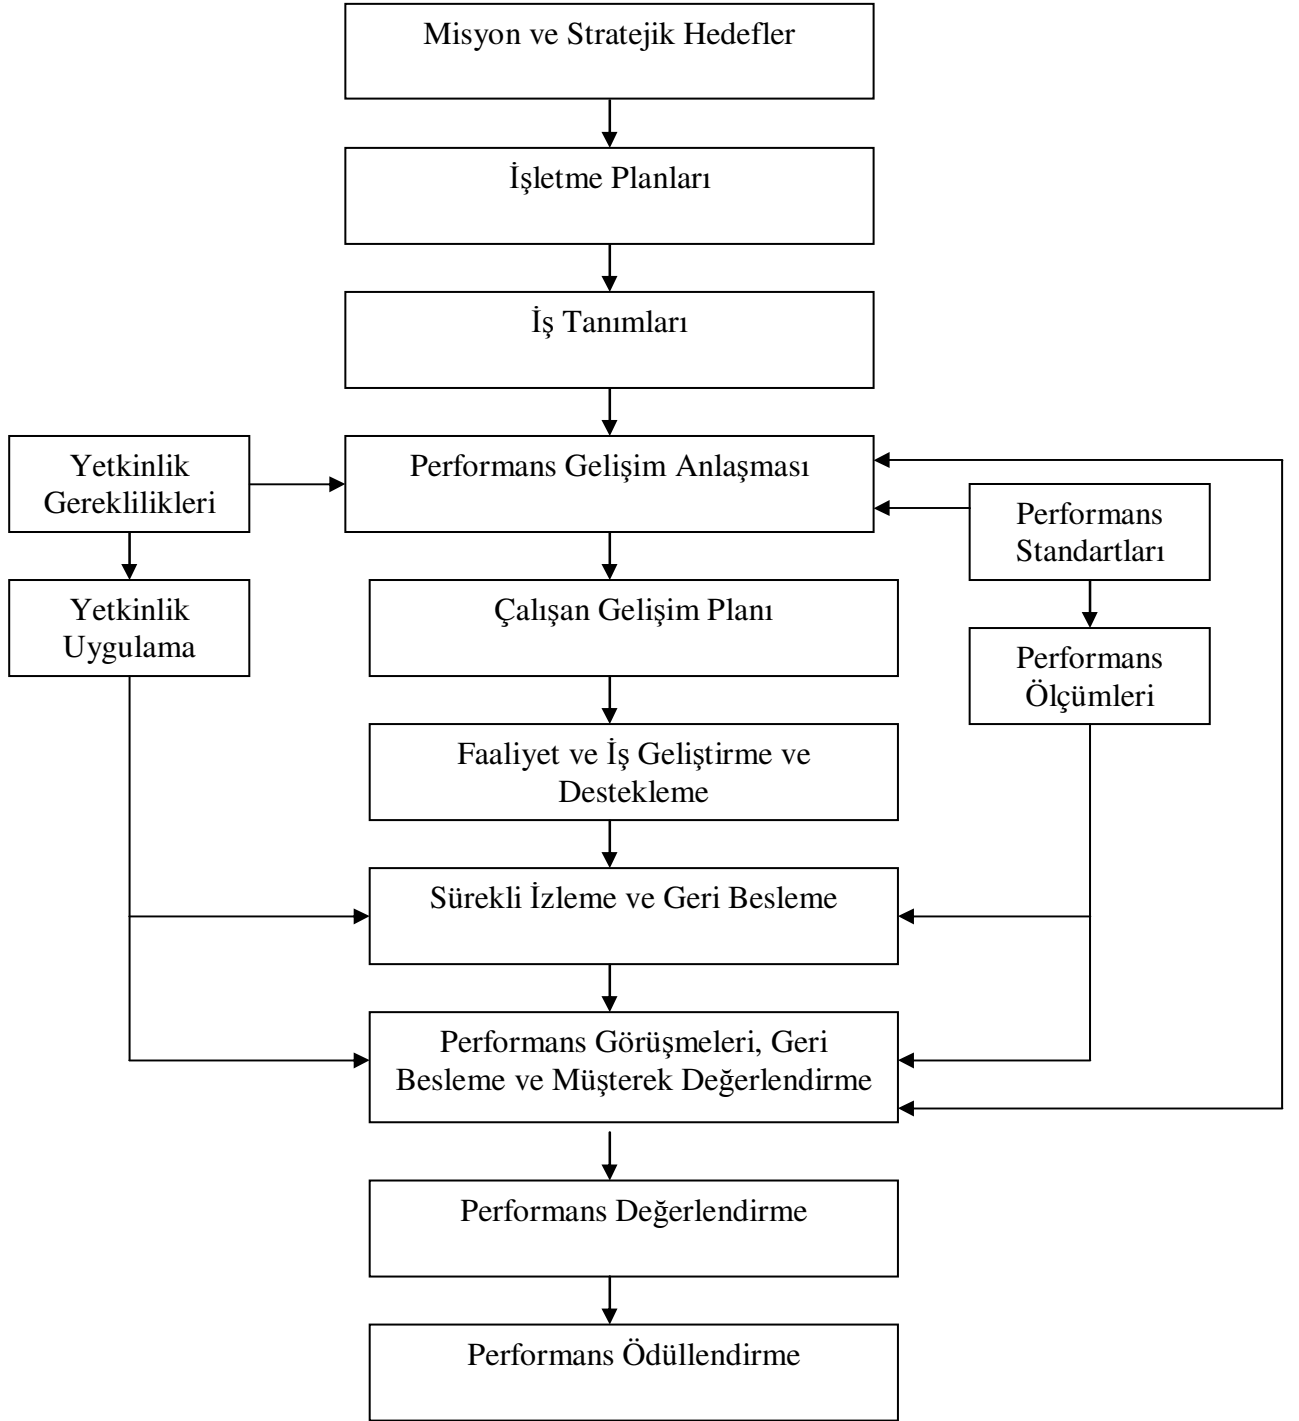 Misyon ve Stratejik Hedefler
İşletme Planları
İş Tanımları
Yetkinlik
Gereklilikleri
Performans Gelişim Anlaşması
Performans
Standartları
Yetkinlik
Uygulama
Çalışan Gelişim Planı
Performans
Ölçümleri
Faaliyet ve İş Geliştirme ve
Destekleme
Sürekli İzleme ve Geri Besleme
Performans Görüşmeleri, Geri
Besleme ve Müşterek Değerlendirme
Performans Değerlendirme
Performans Ödüllendirme